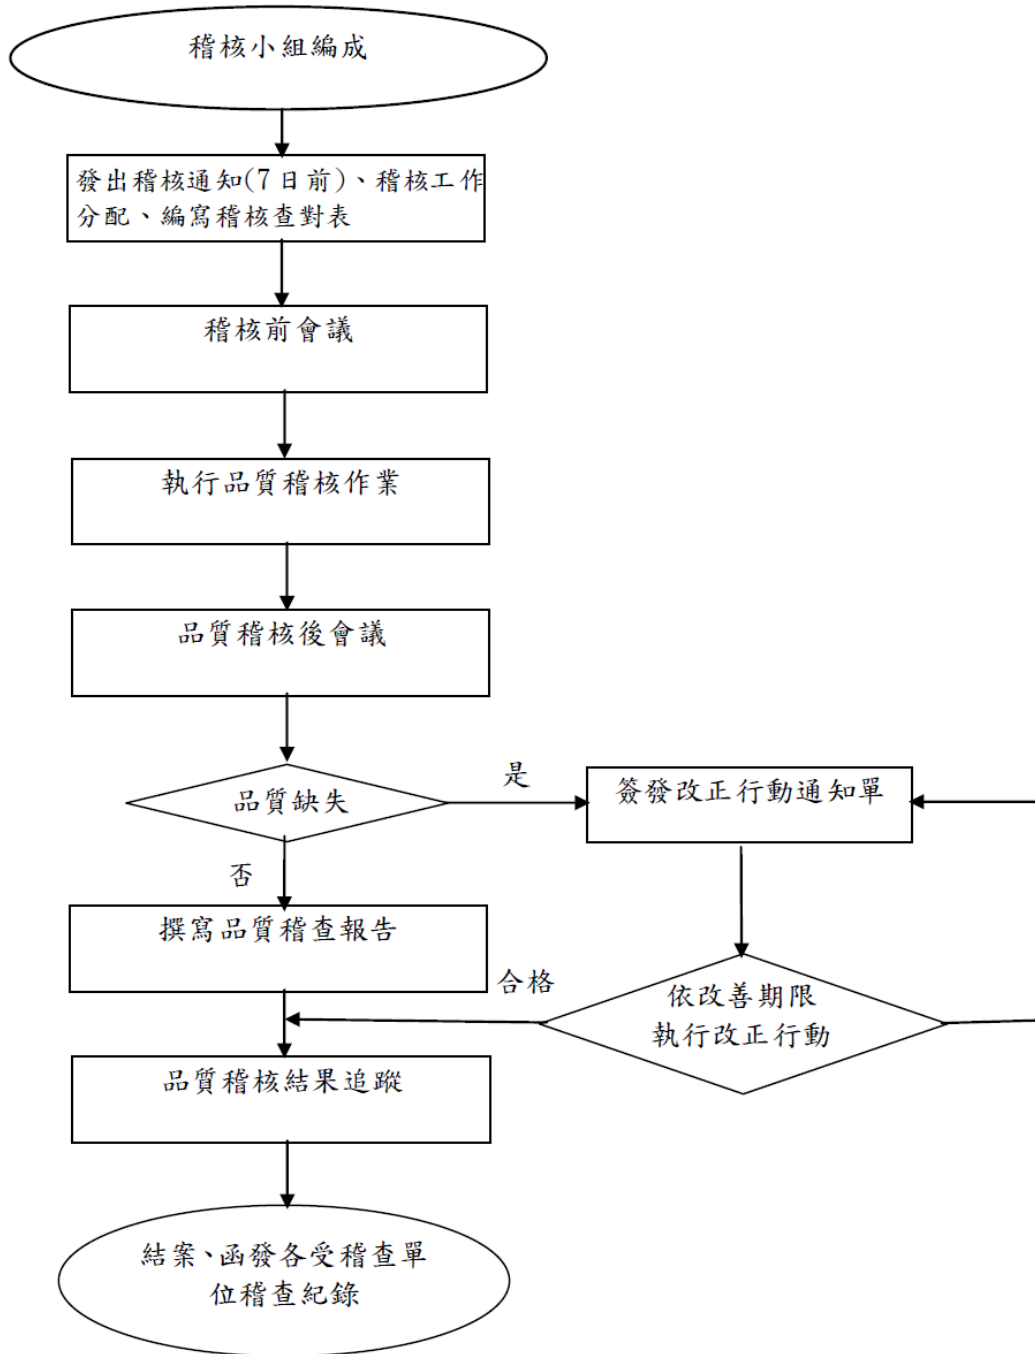 稽核小組編成
發出稽核通知(7日前)、稽核工作
分配、編寫稽核查對表
稽核前會議
執行品質稽核作業
品質稽核後會議
品質缺失
是
簽發改正行動通知單
否
撰寫品質稽查報告
合格
依改善期限
執行改正行動
品質稽核結果追蹤
結案、函發各受稽查單
位稽查紀錄